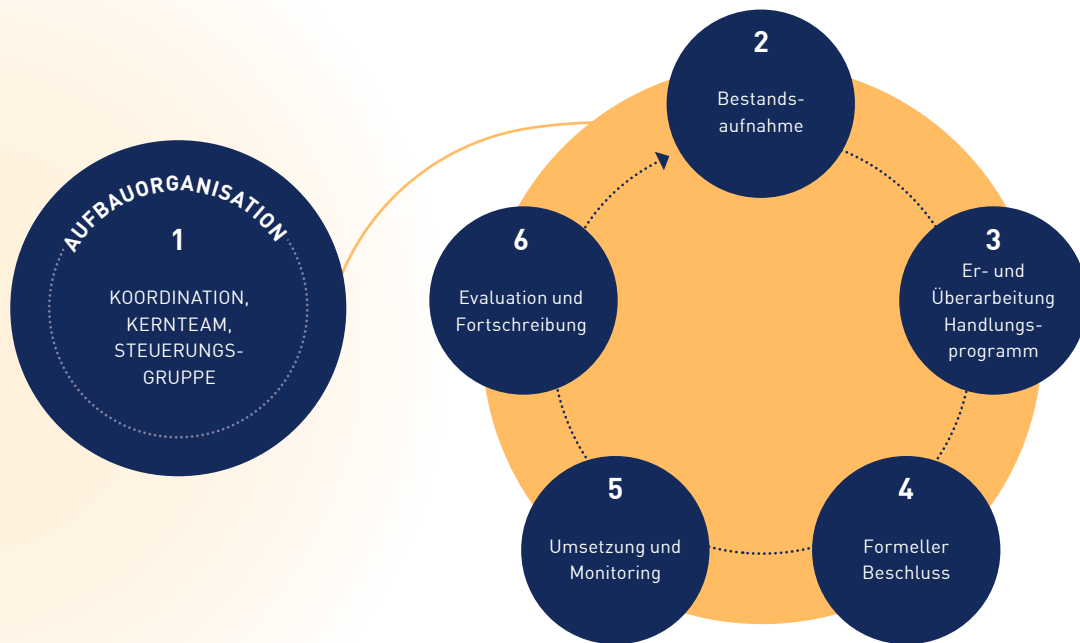 AUFBAUORGANISATION
1
KOORDINATION,
KERNTEAM,
STEUERUNGS-
GRUPPE
2
Bestands-
aufnahme
3
Er- und
Überarbeitung
Handlungs-
programm
4
Formeller
Beschluss
5
Umsetzung und
Monitoring
6
Evaluation und
Fortschreibung